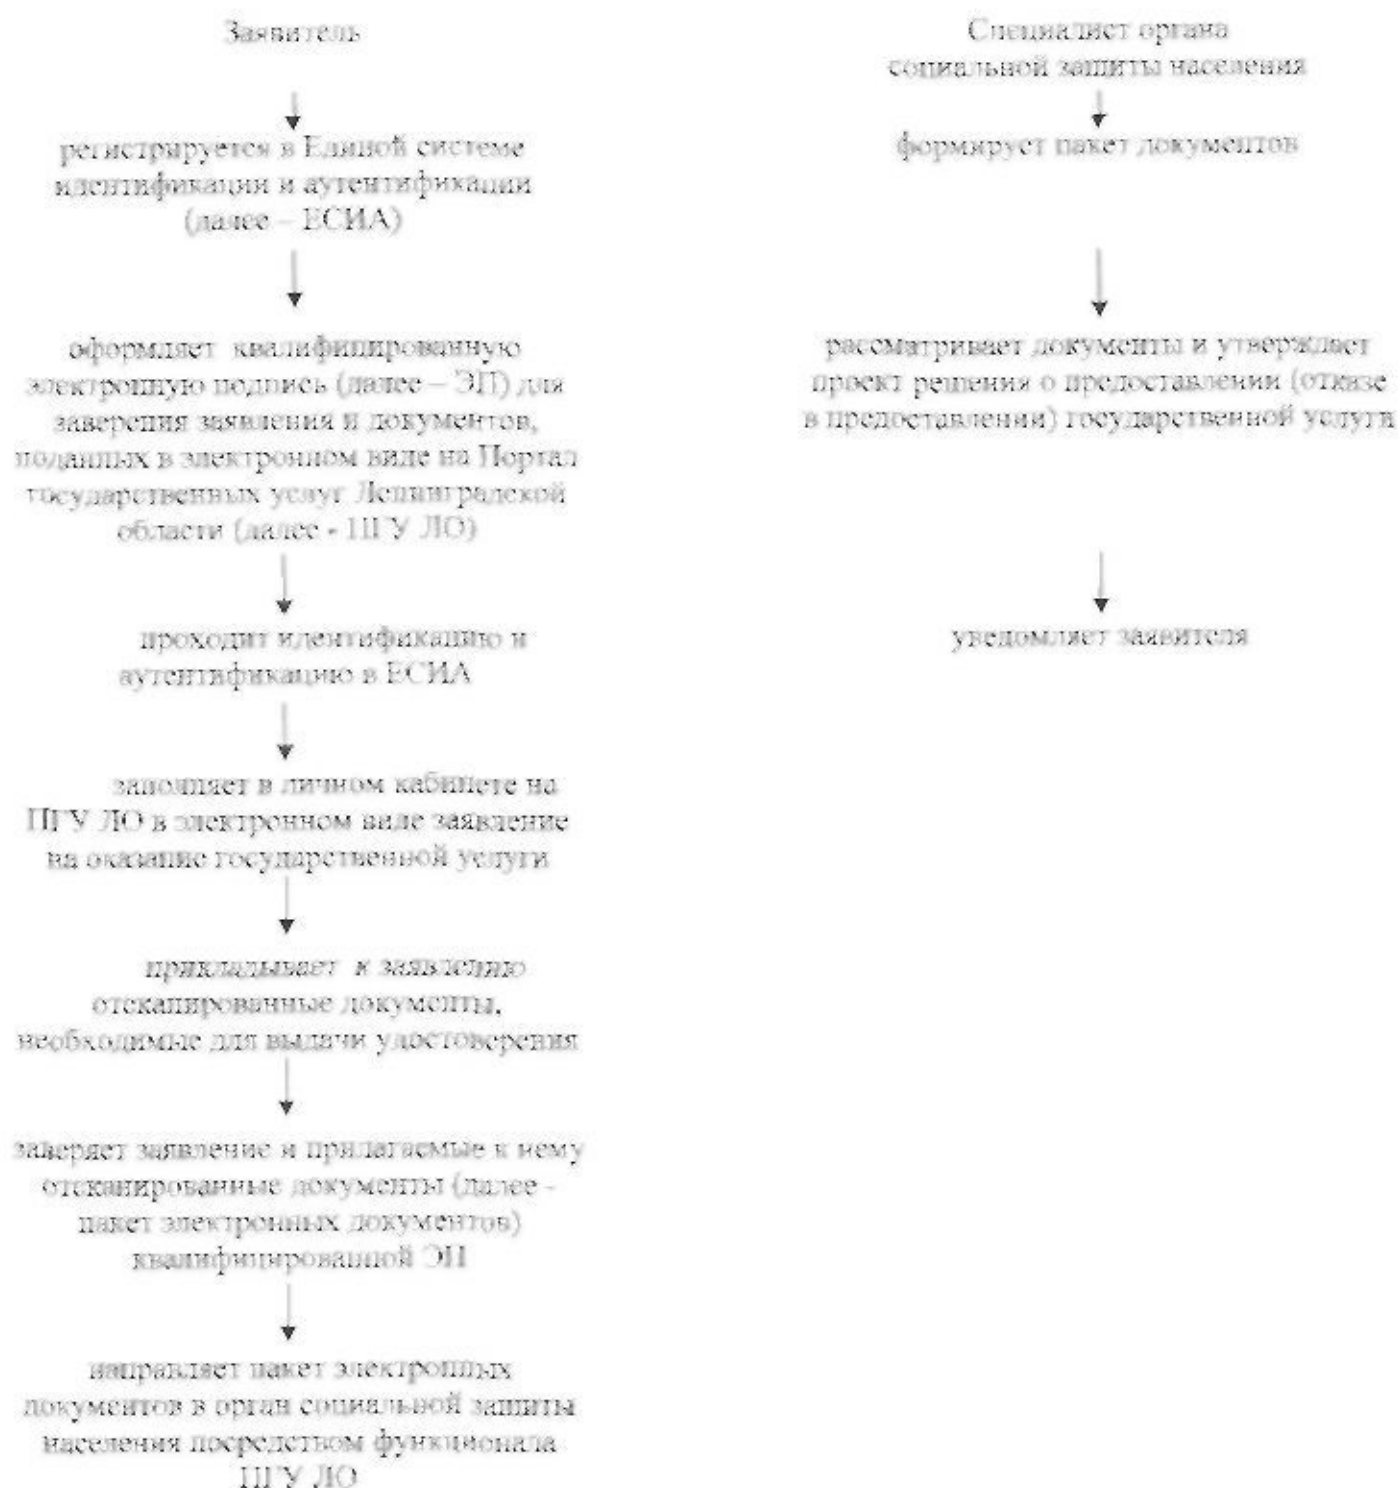 Заявитель
регистрируется в Единой системе
идентификации и аутентификации
(далее – ЕСИА)
оформляет квалифицированную
электронную подпись (далее – ЭП) для
заверения заявления и документов,
поданных в электронном виде на Портал
государственных услуг Ленинградской
области (далее - ПГУ ЛО)
проходит идентификацию и
аутентификацию в ЕСИА
заполняет в личном кабинете на
ПГУ ЛО в электронном виде заявление
на оказание государственной услуги
прикладывает к заявлению
отсканированные документы,
необходимые для выдачи удостоверения
заверяет заявление и прилагаемые к нему
отсканированные документы (далее -
пакет электронных документов)
квалифицированной ЭП
направляет пакет электронных
документов в орган социальной защиты
населения посредством функционала
ПГУ ЛО
Специалист органа
социальной защиты населения
формирует пакет документов
рассматривает документы и утверждает
проект решения о предоставлении (отказе
в предоставлении) государственной услуги
уведомляет заявителя